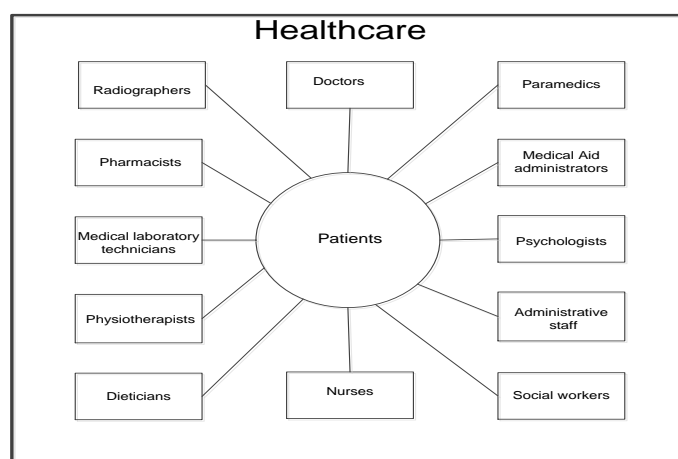 Healthcare
Radiographers
Doctors
Paramedics
Pharmacists
Medical Aid
administrators
Medical laboratory
technicians
Patients
Psychologists
Physiotherapists
Administrative
staff
Dieticians
Nurses
Social workers